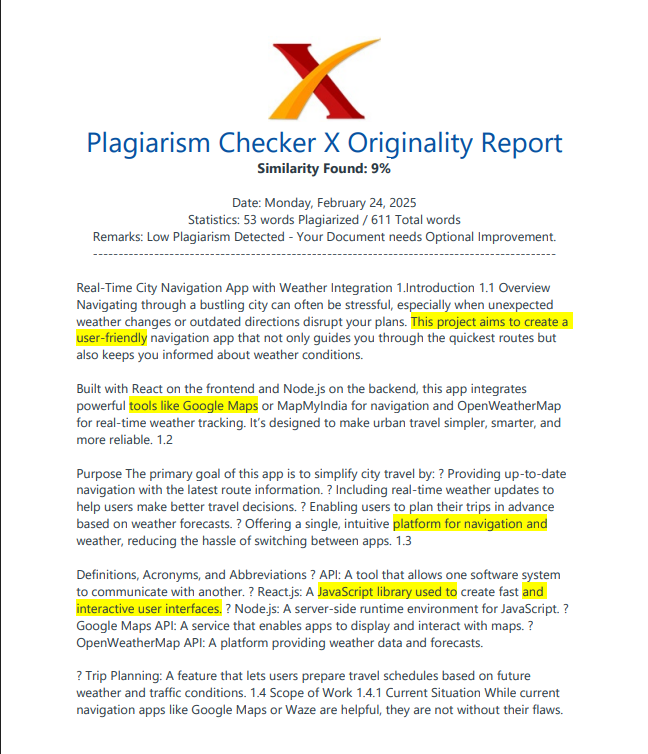 Plagiarism Checker X Originality Report
Similarity Found: 9%
Date: Monday, February 24, 2025
Statistics: 53 words Plagiarized / 611 Total words
Remarks: Low Plagiarism Detected - Your Document needs Optional Improvement.
-------------------------------------------------------------------------------------------
Real-Time City Navigation App with Weather Integration 1.Introduction 1.1 Overview
Navigating through a bustling city can often be stressful, especially when unexpected
weather changes or outdated directions disrupt your plans. This project aims to create a
user-friendly navigation app that not only guides you through the quickest routes but
also keeps you informed about weather conditions.
Built with React on the frontend and Node.js on the backend, this app integrates
powerful tools like Google Maps or MapMyIndia for navigation and OpenWeatherMap
for real-time weather tracking. It’s designed to make urban travel simpler, smarter, and
more reliable. 1.2
Purpose The primary goal of this app is to simplify city travel by: ? Providing up-to-date
navigation with the latest route information. ? Including real-time weather updates to
help users make better travel decisions. ? Enabling users to plan their trips in advance
based on weather forecasts. ? Offering a single, intuitive platform for navigation and
weather, reducing the hassle of switching between apps. 1.3
Definitions, Acronyms, and Abbreviations ? API: A tool that allows one software system
to communicate with another. ? React.js: A JavaScript library used to create fast and
interactive user interfaces. ? Node.js: A server-side runtime environment for JavaScript. ?
Google Maps API: A service that enables apps to display and interact with maps. ?
OpenWeatherMap API: A platform providing weather data and forecasts.
? Trip Planning: A feature that lets users prepare travel schedules based on future
weather and traffic conditions. 1.4 Scope of Work 1.4.1 Current Situation While current
navigation apps like Google Maps or Waze are helpful, they are not without their flaws.